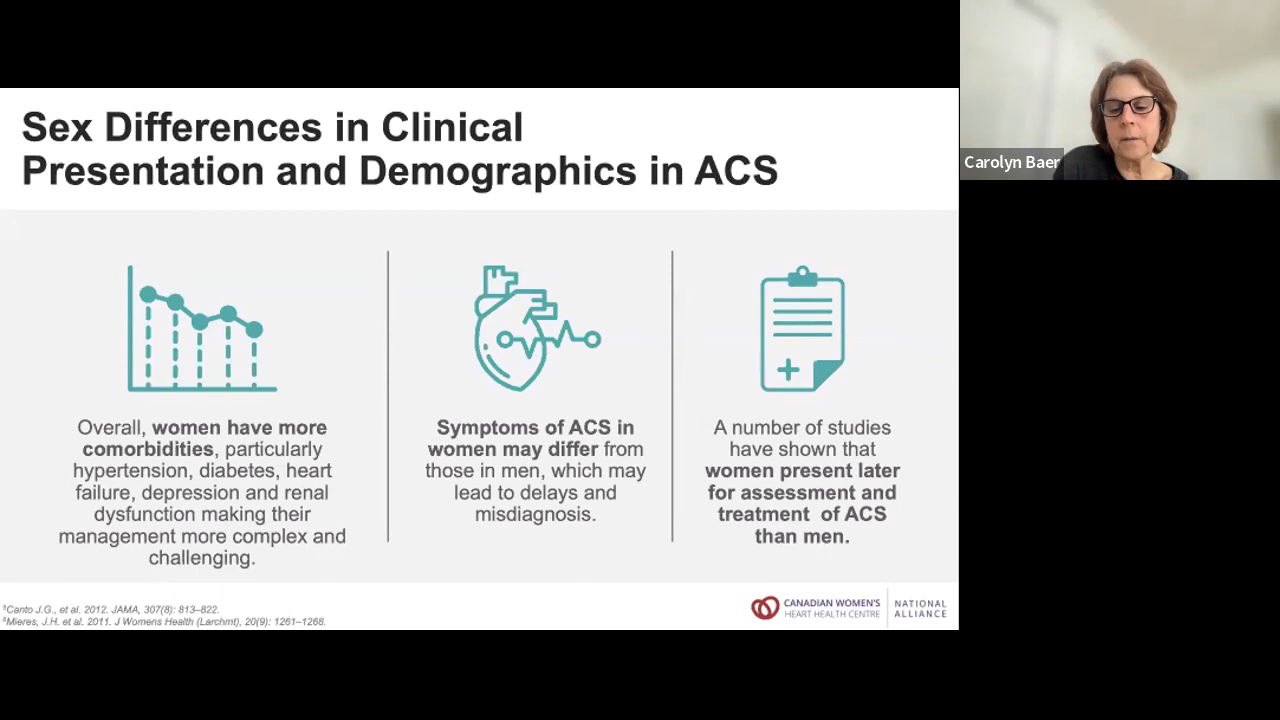 Sex Differences in Clinical
Presentation and Demographics in ACS
Overall, women have more
comorbidities, particularly
hypertension, diabetes, heart
failure, depression and renal
dysfunction making their
management more complex and
challenging.
Symptoms of ACS in
women may differ from
those in men, which may
lead to delays and
misdiagnosis.
A number of studies
have shown that
women present later
for assessment and
treatment of ACS
than men.
⁵Canto J.G., et al. 2012. JAMA, 307(8): 813–822.
⁶Mieres, J.H. et al. 2011. J Womens Health (Larchmt), 20(9): 1261–1268.
CANADIAN WOMEN'S
HEART HEALTH CENTRE
NATIONAL
ALLIANCE
Carolyn Baer